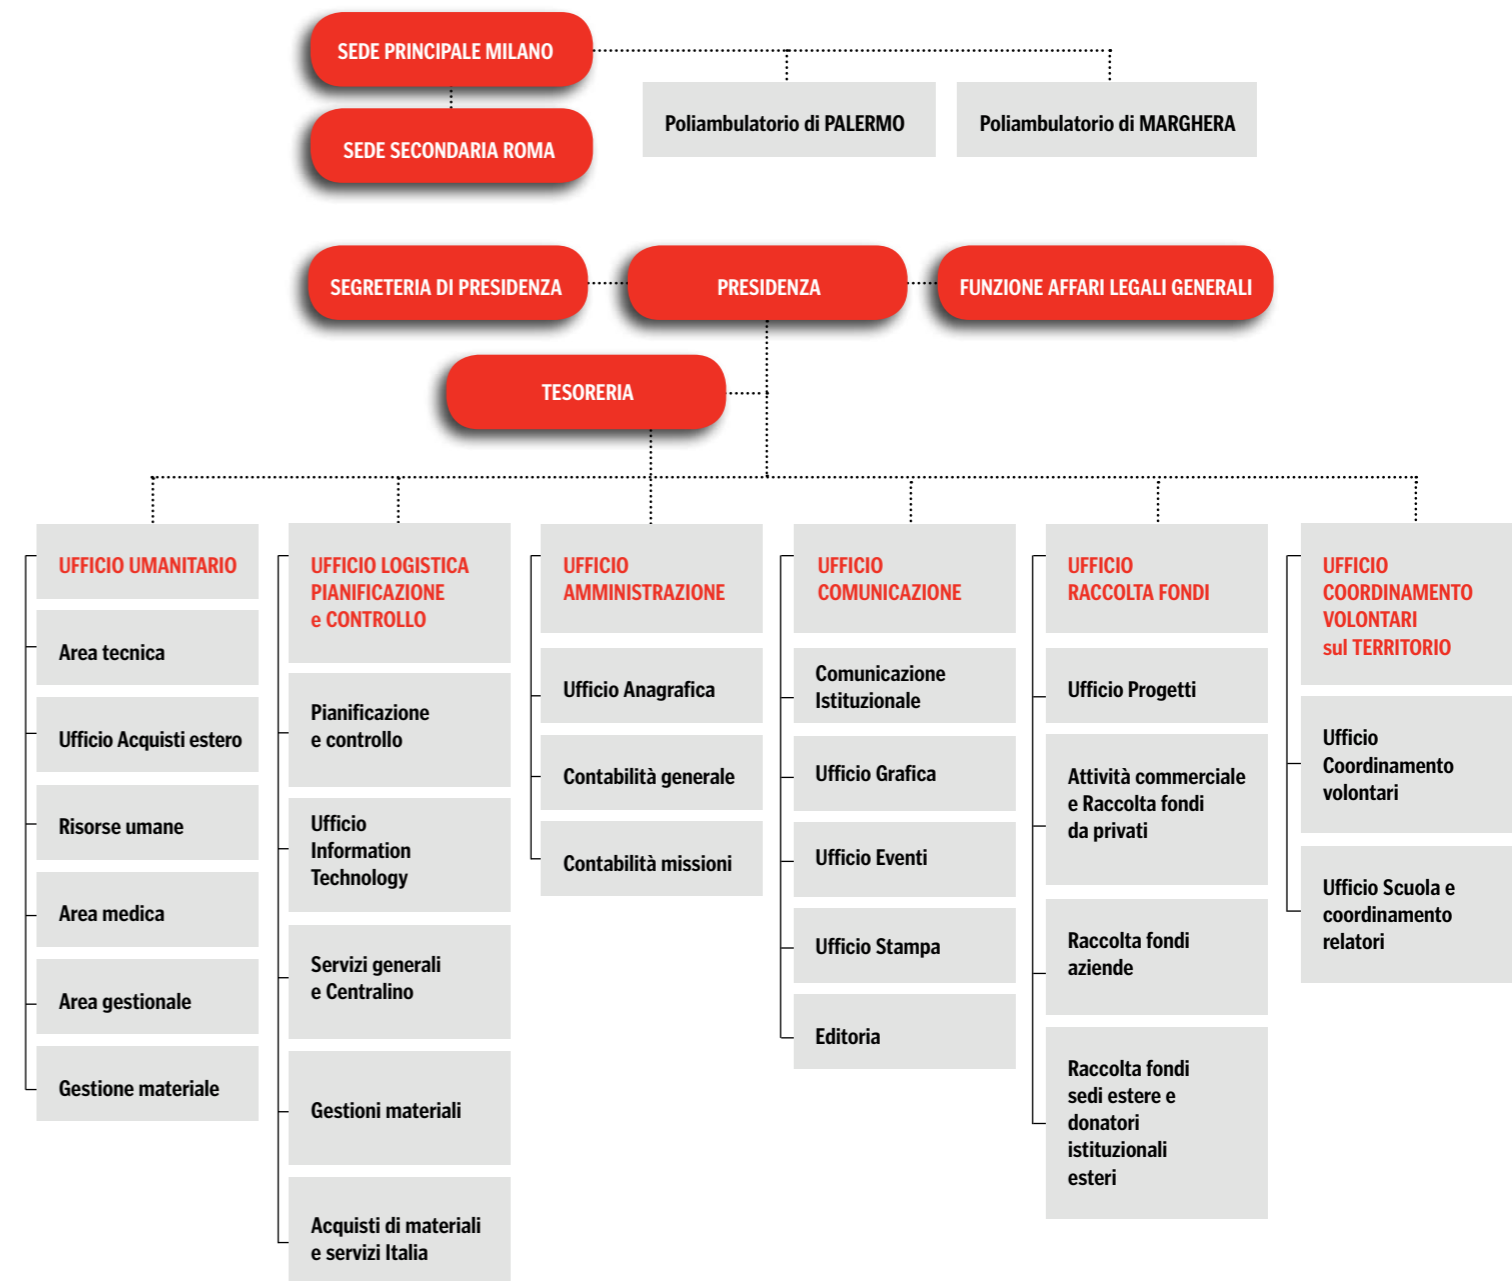 SEDE PRINCIPALE MILANO
Poliambulatorio di PALERMO
Poliambulatorio di MARGHERA
SEDE SECONDARIA ROMA
SEGRETERIA DI PRESIDENZA
PRESIDENZA
FUNZIONE AFFARI LEGALI GENERALI
TESORERIA
UFFICIO UMANITARIO
Area tecnica
Ufficio Acquisti estero
Risorse umane
Area medica
Area gestionale
Gestione materiale
UFFICIO LOGISTICA
PIANIFICAZIONE
e CONTROLLO
Pianificazione
e controllo
Ufficio
Information
Technology
Servizi generali
e Centralino
Gestioni materiali
Acquisti di materiali
e servizi Italia
UFFICIO
AMMINISTRAZIONE
Ufficio Anagrafica
Contabilità generale
Contabilità missioni
UFFICIO
COMUNICAZIONE
Comunicazione
Istituzionale
Ufficio Grafica
Ufficio Eventi
Ufficio Stampa
Editoria
UFFICIO
RACCOLTA FONDI
Ufficio Progetti
Attività commerciale
e Raccolta fondi
da privati
Raccolta fondi
aziende
Raccolta fondi
sedi estere e
donatori
istituzionali
esteri
UFFICIO
COORDINAMENTO
VOLONTARI
sul TERRITORIO
Ufficio
Coordinamento
volontari
Ufficio Scuola e
coordinamento
relatori